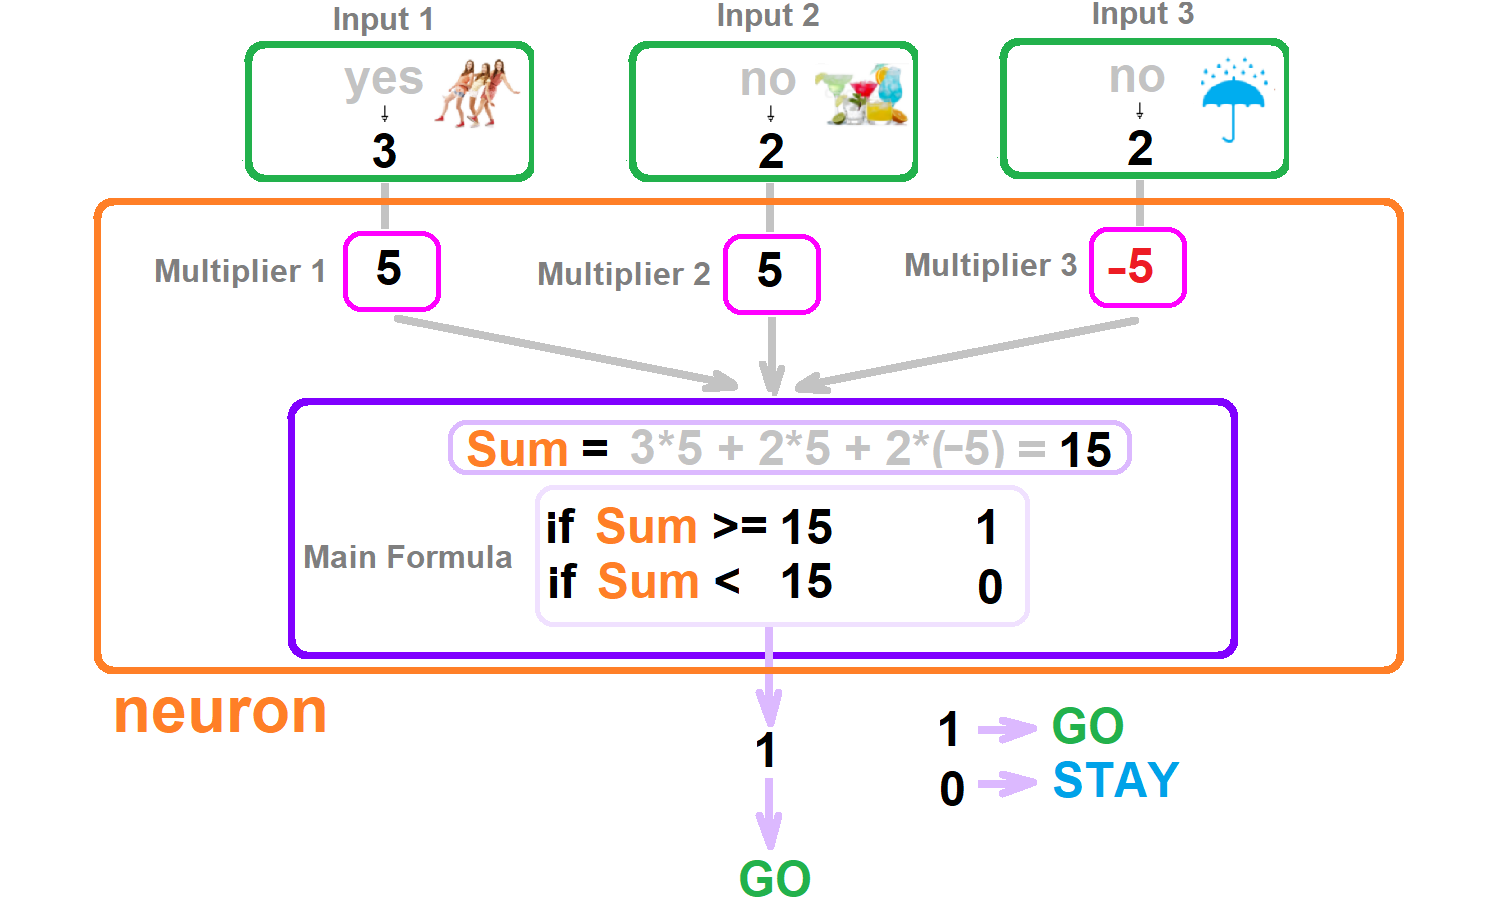 Input 1
Input 2
Input 3
yes
no
no
3
2
2
Multiplier 1
5
Multiplier 2
5
Multiplier 3
-5
Sum = 3*5 + 2*5 + 2*(-5) = 15
Main Formula
if Sum >= 15 1
if Sum < 15 0
neuron
1
1 GO
0 STAY
GO